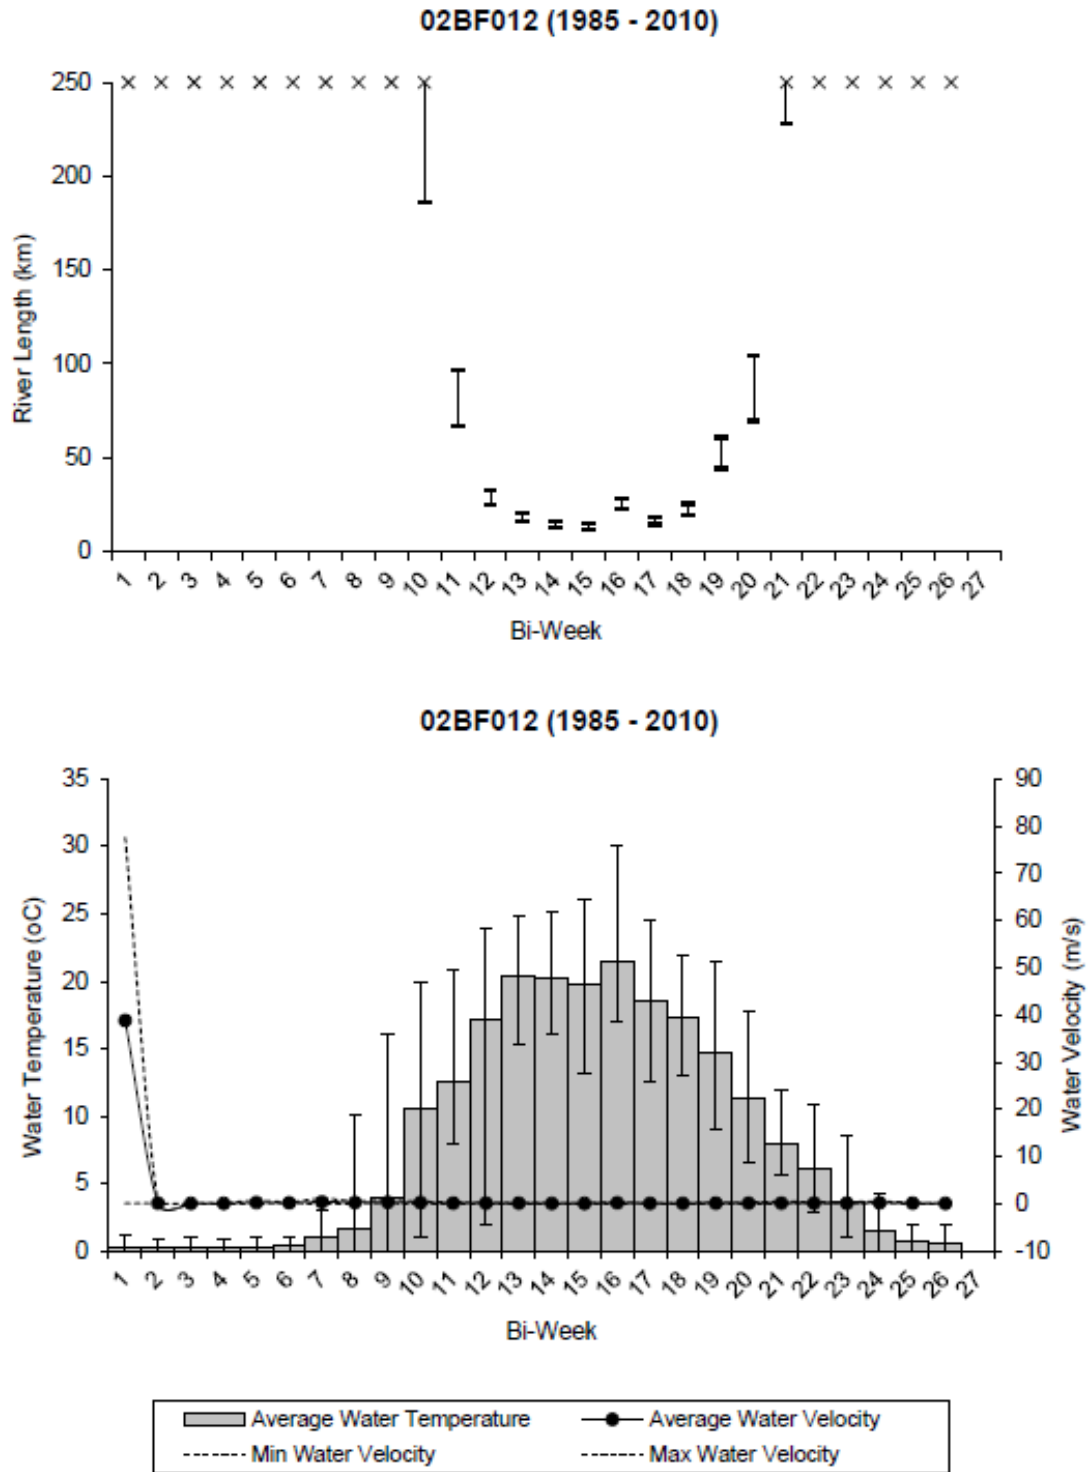 02BF012 (1985 - 2010)
250
200
150
100
50
0
River Length (km)
1 2 3 4 5 6 7 8 9 10 11 12 13 14 15 16 17 18 19 20 21 22 23 24 25 26 27
Bi-Week
02BF012 (1985 - 2010)
35
30
25
20
15
10
5
0
Water Temperature (oC)
90
80
70
60
50
40
30
20
10
0
-10
Water Velocity (m/s)
1 2 3 4 5 6 7 8 9 10 11 12 13 14 15 16 17 18 19 20 21 22 23 24 25 26 27
Bi-Week
Average Water Temperature Average Water Velocity
Min Water Velocity Max Water Velocity